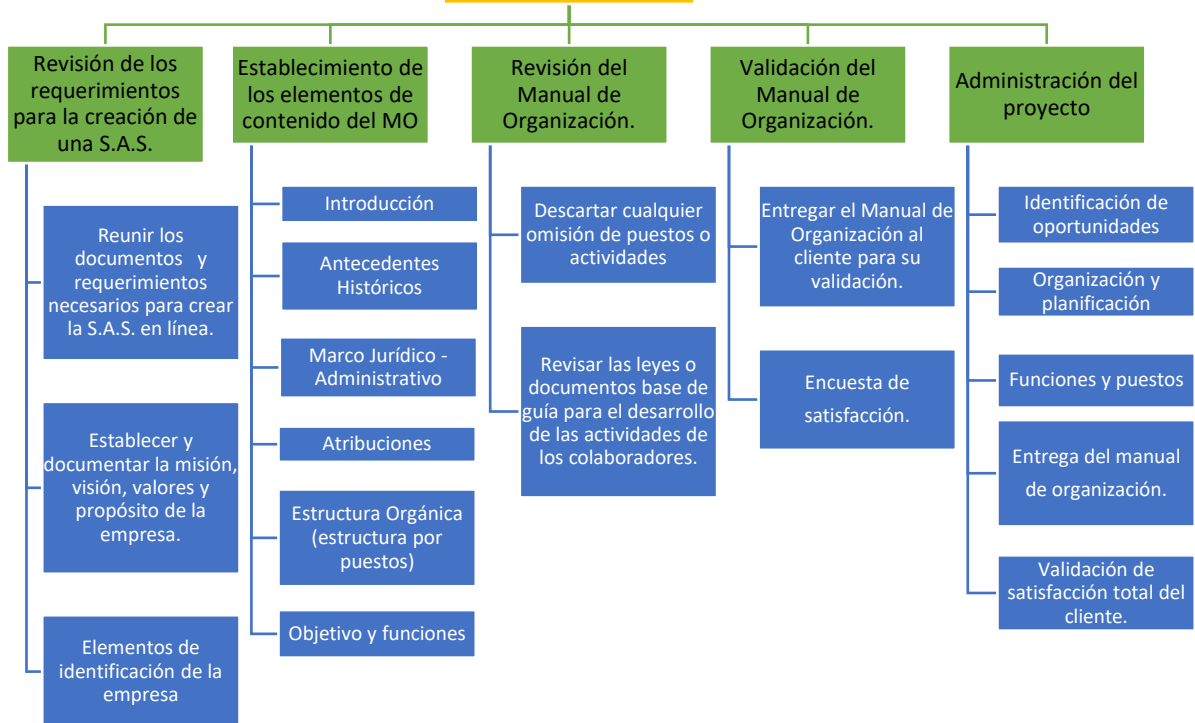 Revisión de los
requerimientos
para la creación de
una S.A.S.
Reunir los
documentos y
requerimientos
necesarios para crear
la S.A.S. en línea.
Establecer y
documentar la misión,
visión, valores y
propósito de la
empresa.
Elementos de
identificación de la
empresa
Establecimiento de
los elementos de
contenido del MO
Introducción
Antecedentes
Históricos
Marco Jurídico -
Administrativo
Atribuciones
Estructura Orgánica
(estructura por
puestos)
Objetivo y funciones
Revisión del
Manual de
Organización.
Descartar cualquier
omisión de puestos o
actividades
Revisar las leyes o
documentos base de
guía para el desarrollo
de las actividades de
los colaboradores.
Validación del
Manual de
Organización.
Entregar el Manual de
Organización al
cliente para su
validación.
Encuesta de
satisfacción.
Administración del
proyecto
Identificación de
oportunidades
Organización y
planificación
Funciones y puestos
Entrega del manual
de organización.
Validación de
satisfacción total del
cliente.